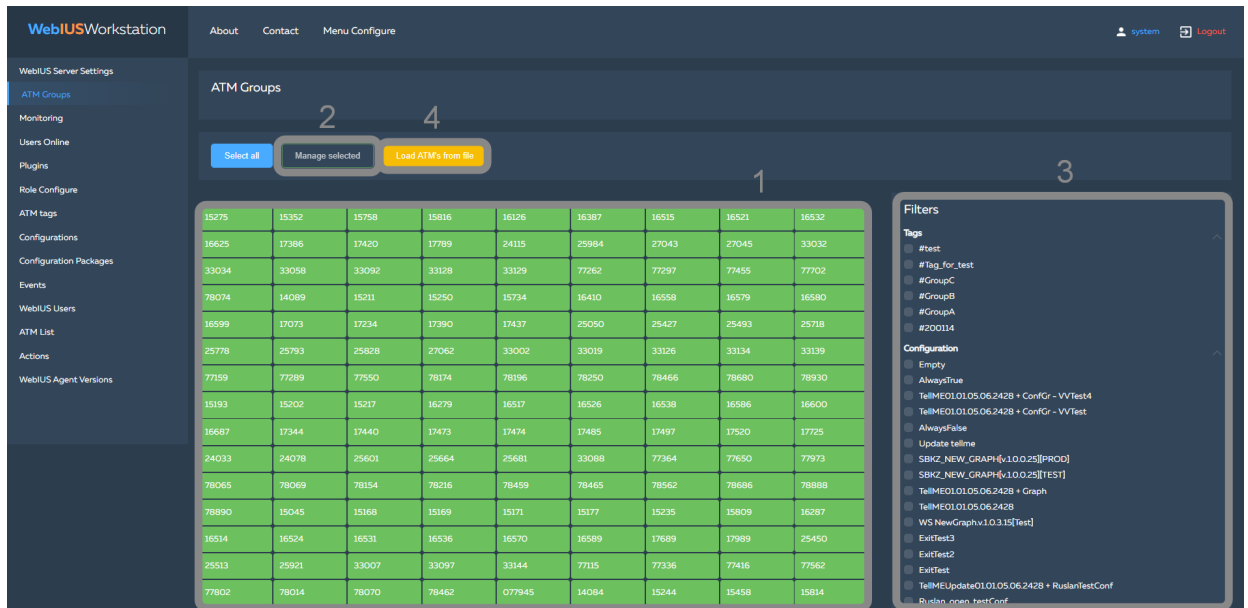 WebIUSWorkstation
About Contact Menu Configure
system Logout
WebIUS Server Settings
ATM Groups
Monitoring
Users Online
Plugins
Role Configure
ATM tags
Configurations
Configuration Packages
Events
WebIUS Users
ATM List
Actions
WebIUS Agent Versions
ATM Groups
2 4
Select all Manage selected Load ATM's from file
1
15275 15352 15758 15816 16126 16387 16515 16521 16532
16625 17386 17420 17789 24115 25984 27043 27045 33032
33034 33058 33092 33128 33129 77262 77297 77455 77702
78074 14089 15211 15250 15734 16410 16558 16579 16580
16599 17073 17234 17390 17437 25050 25427 25493 25718
25778 25793 25828 27062 33002 33019 33126 33134 33139
77159 77289 77550 78174 78196 78250 78466 78680 78930
15193 15202 15217 16279 16517 16526 16538 16586 16600
16687 17344 17440 17473 17474 17485 17497 17520 17725
24033 24078 25601 25664 25681 33088 77364 77650 77973
78065 78069 78154 78216 78459 78465 78562 78686 78888
78890 15045 15168 15169 15171 15177 15235 15809 16287
16514 16524 16531 16536 16570 16589 17689 17989 25450
25513 25921 33007 33097 33144 77115 77336 77416 77562
77802 78014 78070 78462 077945 14084 15244 15458 15814
3
Filters
Tags
#test
#Tag_for_test
#GroupC
#GroupB
#GroupA
#200114
Configuration
Empty
AlwaysTrue
TellME01.01.05.06.2428 + ConfGr - VVTest4
TellME01.01.05.06.2428 + ConfGr - VVTest
AlwaysFalse
Update tellme
SBKZ_NEW_GRAPH[v.1.0.0.25][PROD]
SBKZ_NEW_GRAPH[v.1.0.0.25][TEST]
TellME01.01.05.06.2428 + Graph
TellME01.01.05.06.2428
WS NewGraph.v.1.0.3.15[Test]
ExitTest3
ExitTest2
ExitTest
TellMEUpdate01.01.05.06.2428 + RuslanTestConf
Ruslan_open_testConf